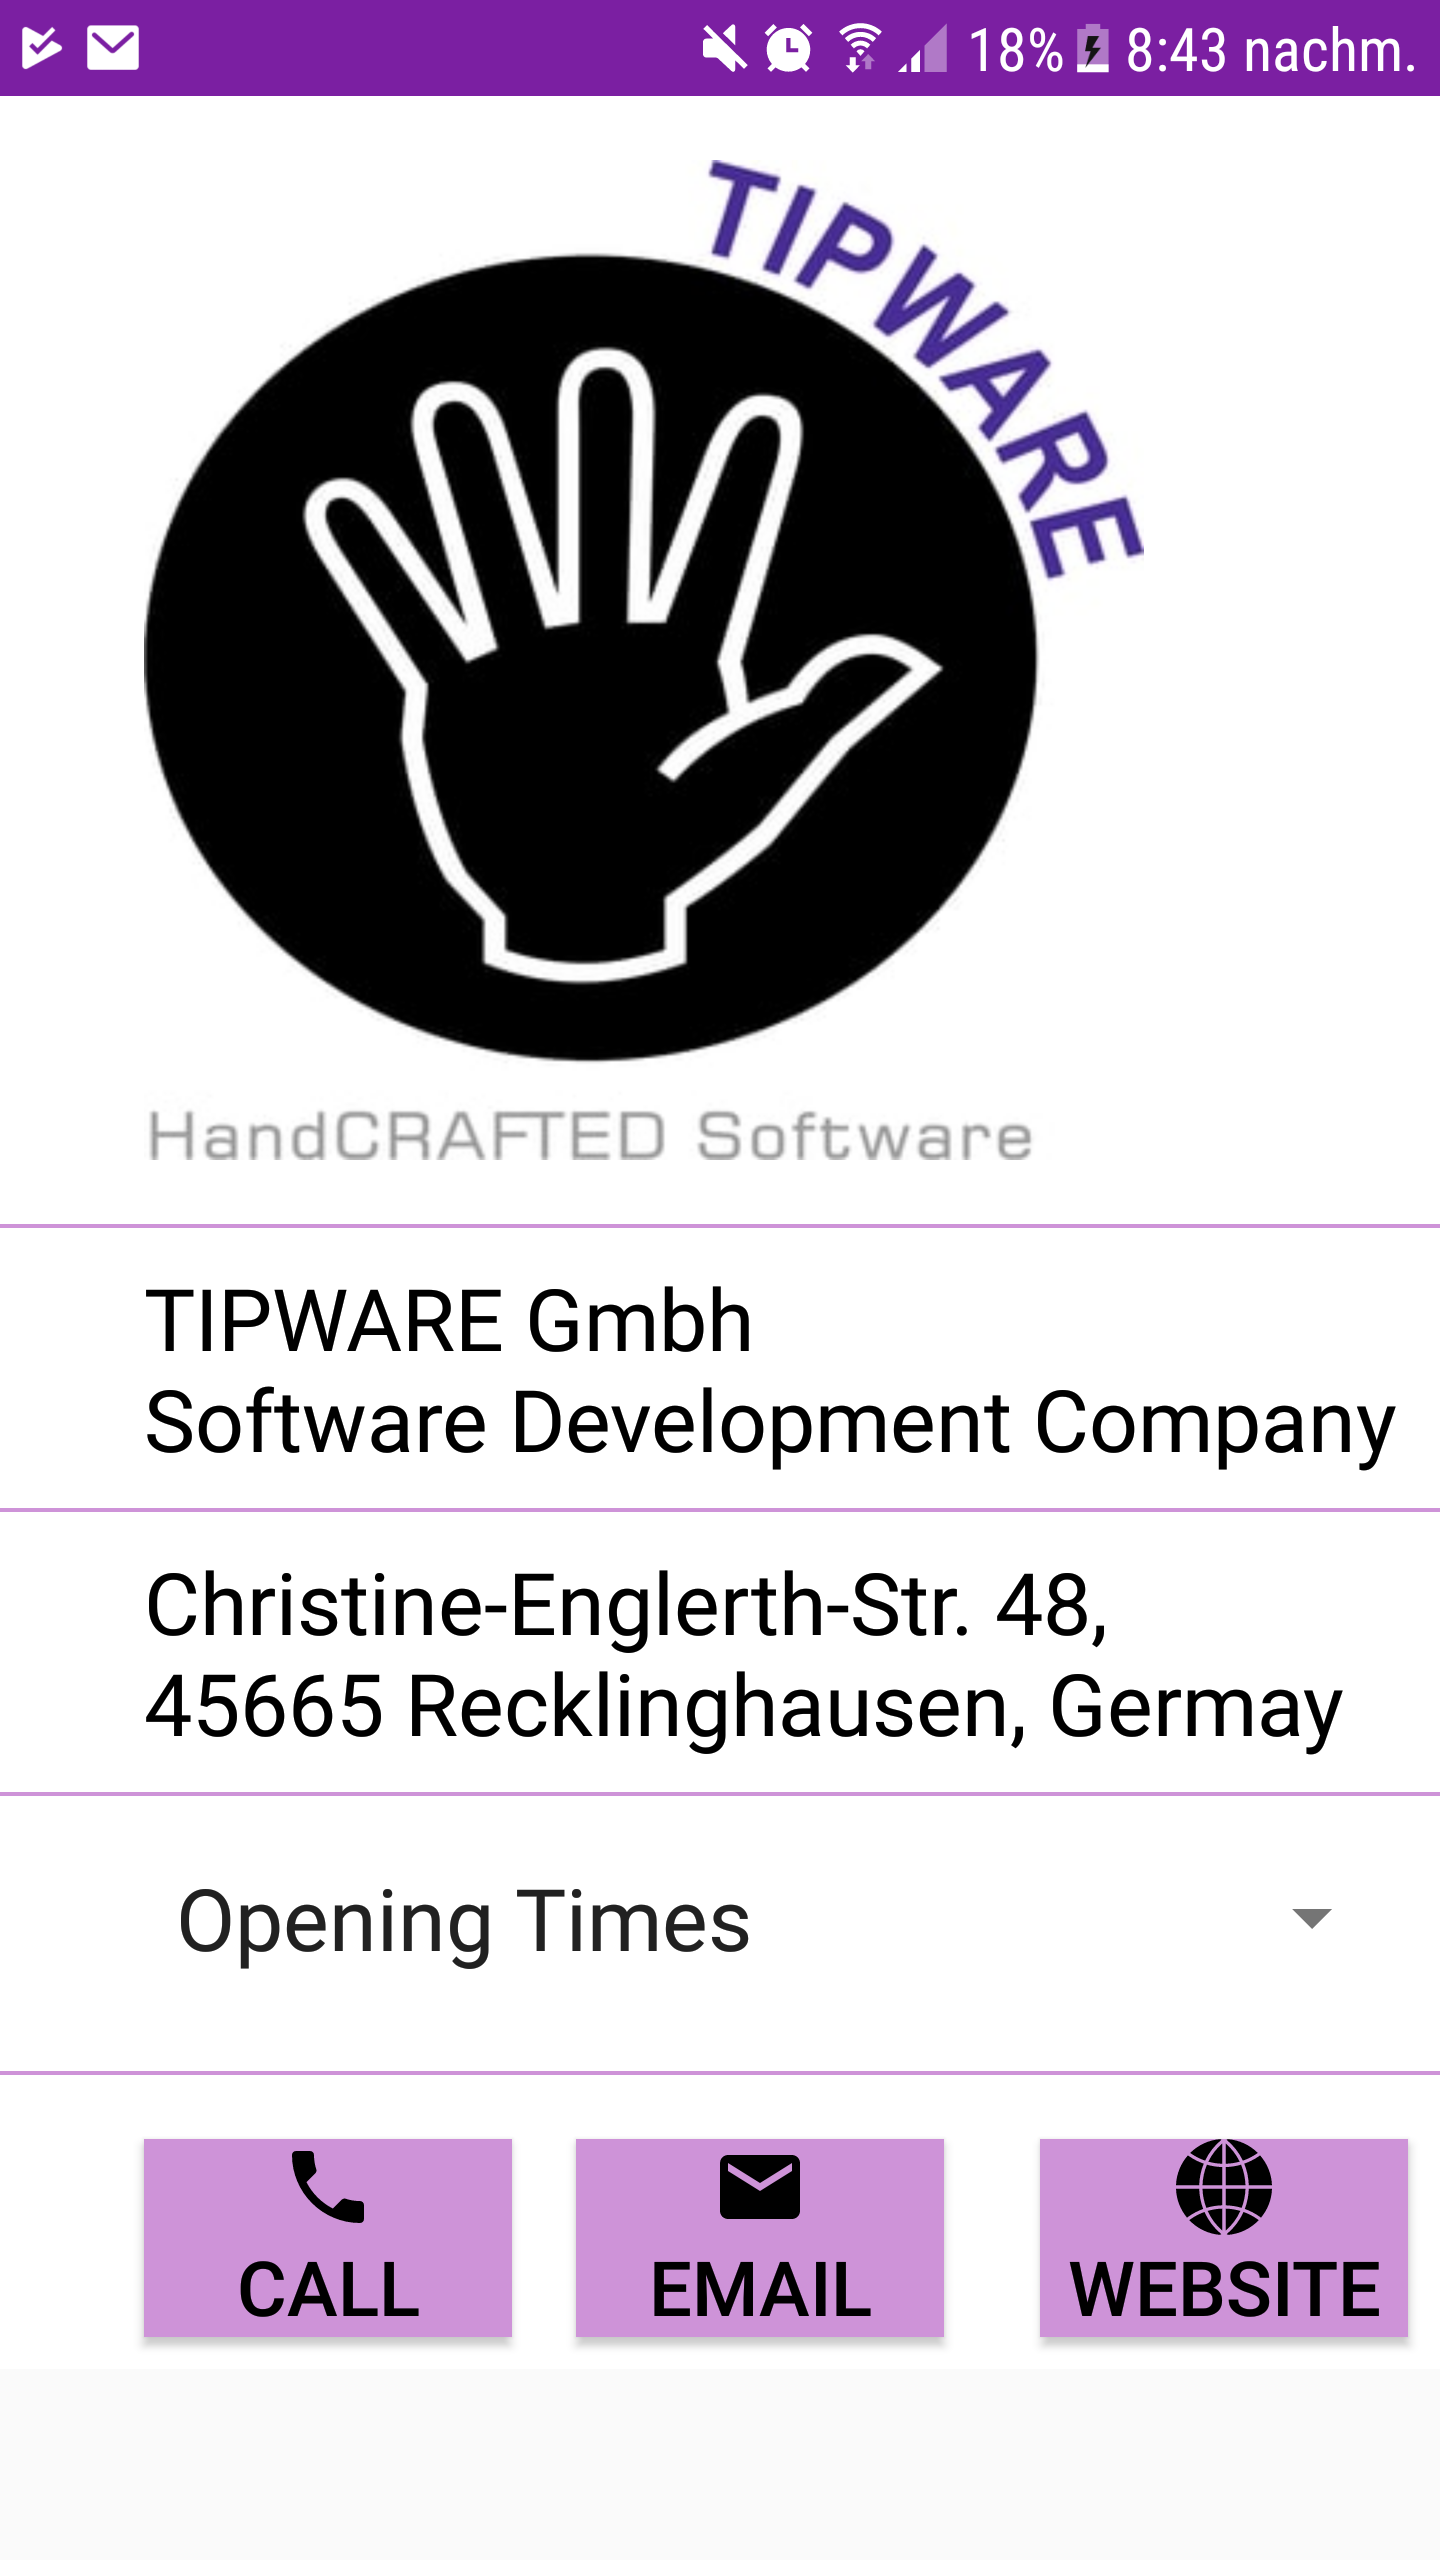 18% 8:43 nachm.
TIPWARE
HandCRAFTED Software
TIPWARE Gmbh
Software Development Company
Christine-Englerth-Str. 48,
45665 Recklinghausen, Germay
Opening Times
CALL EMAIL WEBSITE